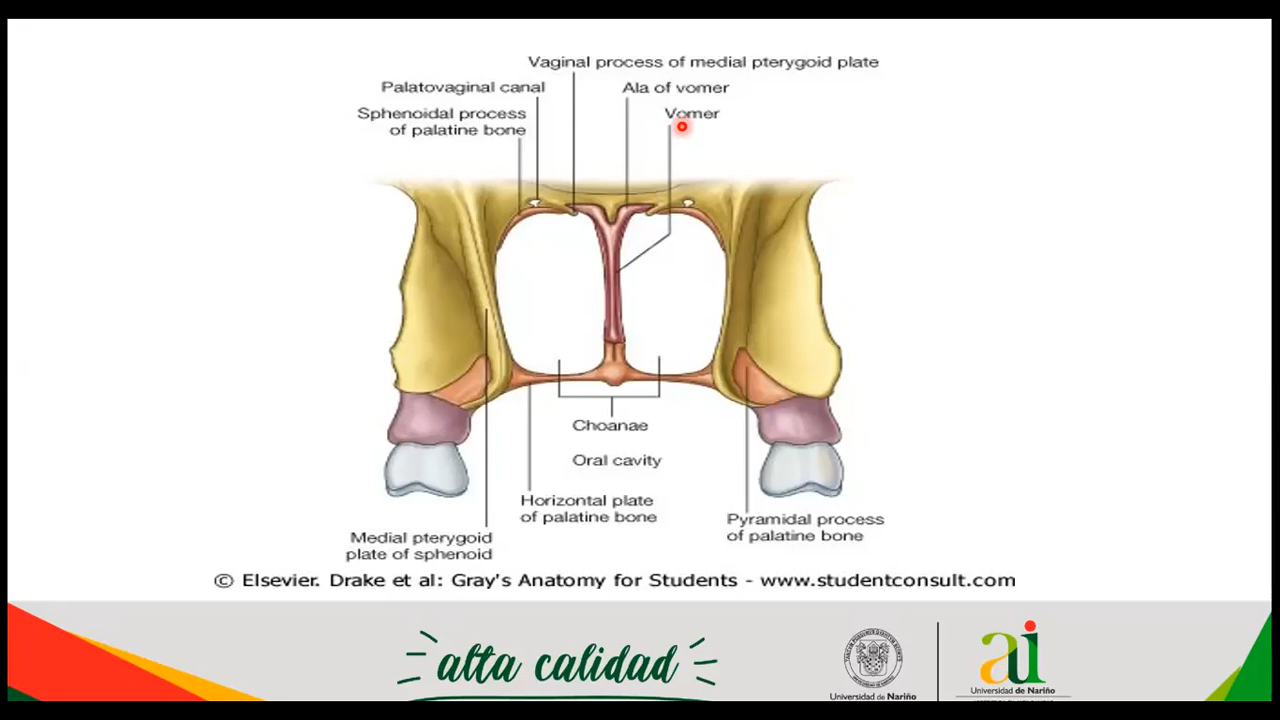 Vaginal process of medial pterygoid plate
Palatovaginal canal
Ala of vomer
Sphenoidal process
of palatine bone
Vomer
Choanae
Oral cavity
Horizontal plate
of palatine bone
Pyramidal process
of palatine bone
Medial pterygoid
plate of sphenoid
© Elsevier. Drake et al: Gray's Anatomy for Students - www.studentconsult.com
alta calidad
Universidad de Nariño
ai
Universidad de Nariño